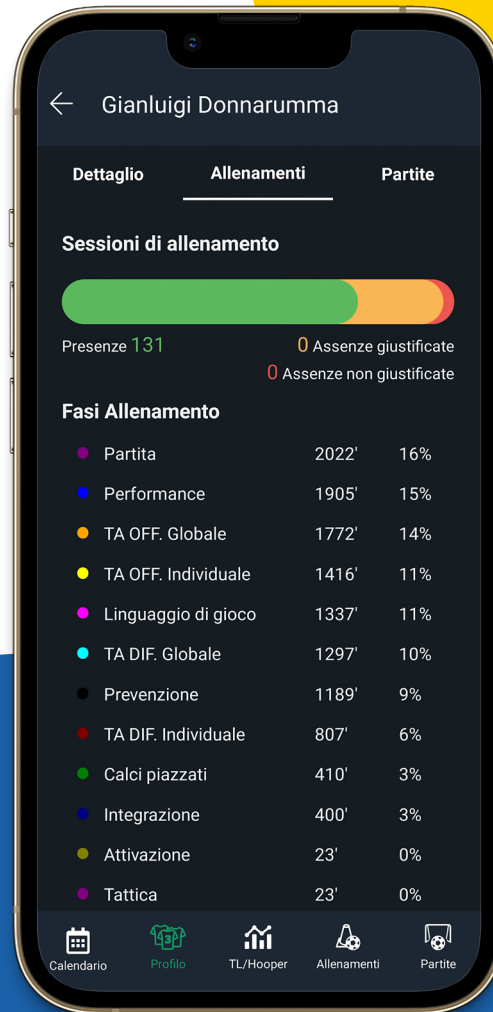 Gianluigi Donnarumma
Dettaglio Allenamenti Partite
Sessioni di allenamento
Presenze 131 0 Assenze giustificate
0 Assenze non giustificate
Fasi Allenamento
Partita 2022' 16%
Performance 1905' 15%
TA OFF. Globale 1772' 14%
TA OFF. Individuale 1416' 11%
Linguaggio di gioco 1337' 11%
TA DIF. Globale 1297' 10%
Prevenzione 1189' 9%
TA DIF. Individuale 807' 6%
Calci piazzati 410' 3%
Integrazione 400' 3%
Attivazione 23' 0%
Tattica 23' 0%
Calendario Profilo TL/Hooper Allenamenti Partite